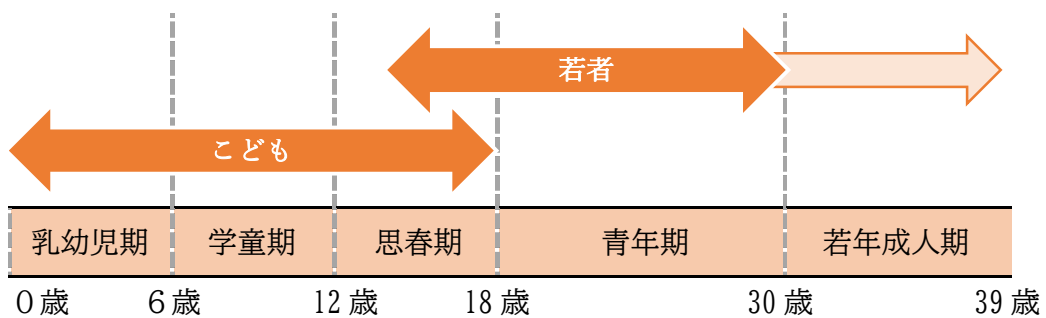 若者
こども
乳幼児期 学童期 思春期 青年期 若年成人期
０歳 ６歳 12歳 18歳 30歳 39歳